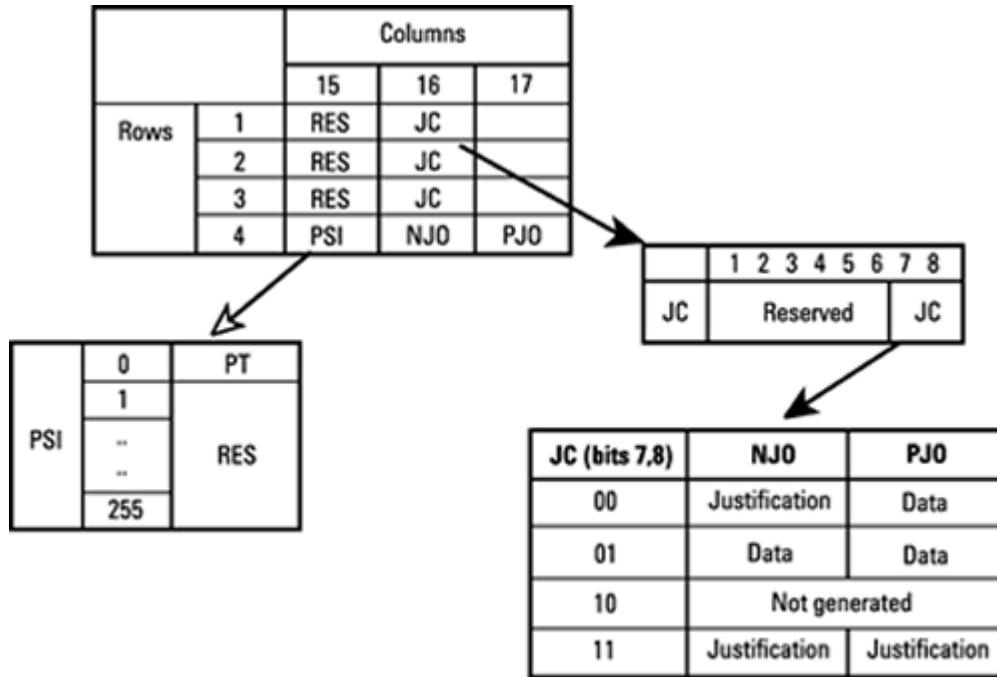 Columns
15 16 17
Rows 1 RES JC
2 RES JC
3 RES JC
4 PSI NJO PJO
1 2 3 4 5 6 7 8
JC Reserved JC
PSI 0 PT
1
..
RES
..
255
JC (bits 7,8) NJO PJO
00 Justification Data
01 Data Data
10 Not generated
11 Justification Justification